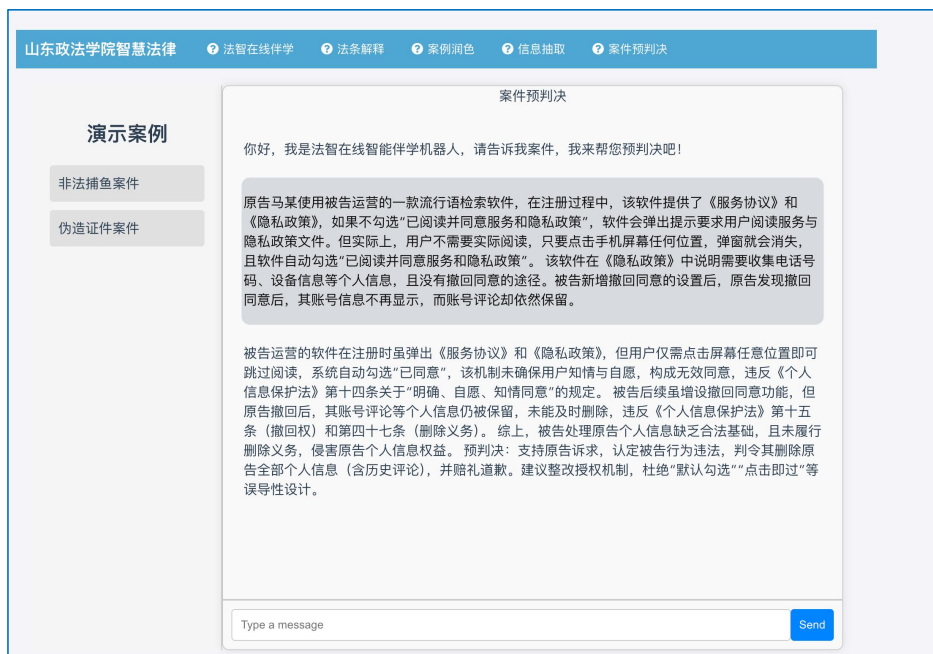 山东政法学院智慧法律 法智在线伴学 法条解释 案例润色 信息抽取 案件预判决
演示案例
非法捕鱼案件
伪造证件案件
案件预判决
你好，我是法智在线智能伴学机器人，请告诉我案件，我来帮您预判决吧！
原告马某使用被告运营的一款流行语检索软件，在注册过程中，该软件提供了《服务协议》和
《隐私政策》，如果不勾选“已阅读并同意服务和隐私政策”，软件会弹出提示要求用户阅读服务与
隐私政策文件。但实际上，用户不需要实际阅读，只要点击手机屏幕任何位置，弹窗就会消失，
且软件自动勾选“已阅读并同意服务和隐私政策”。 该软件在《隐私政策》中说明需要收集电话号
码、设备信息等个人信息，且没有撤回同意的途径。被告新增撤回同意的设置后，原告发现撤回
同意后，其账号信息不再显示，而账号评论却依然保留。
被告运营的软件在注册时虽弹出《服务协议》和《隐私政策》，但用户仅需点击屏幕任意位置即可
跳过阅读，系统自动勾选“已同意”，该机制未确保用户知情与自愿，构成无效同意，违反《个人
信息保护法》第十四条关于“明确、自愿、知情同意”的规定。 被告后续虽增设撤回同意功能，但
原告撤回后，其账号评论等个人信息仍被保留，未能及时删除，违反《个人信息保护法》第十五
条（撤回权）和第四十七条（删除义务）。 综上，被告处理原告个人信息缺乏合法基础，且未履行
删除义务，侵害原告个人信息权益。 预判决：支持原告诉求，认定被告行为违法，判令其删除原
告全部个人信息（含历史评论），并赔礼道歉。建议整改授权机制，杜绝“默认勾选”“点击即过”等
误导性设计。
Type a message Send